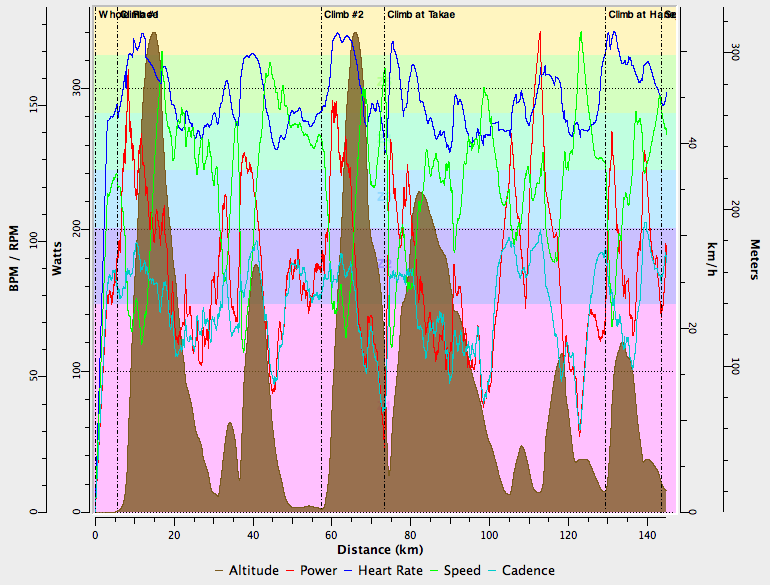 Climb #2
Climb at Takae
Climb at
BPM / RPM
Watts
km/h
Meters
0
50
100
150
0
100
200
300
0
20
40
0
100
200
300
0
20
40
60
80
100
120
140
Distance (km)
Altitude
Power
Heart Rate
Speed
Cadence